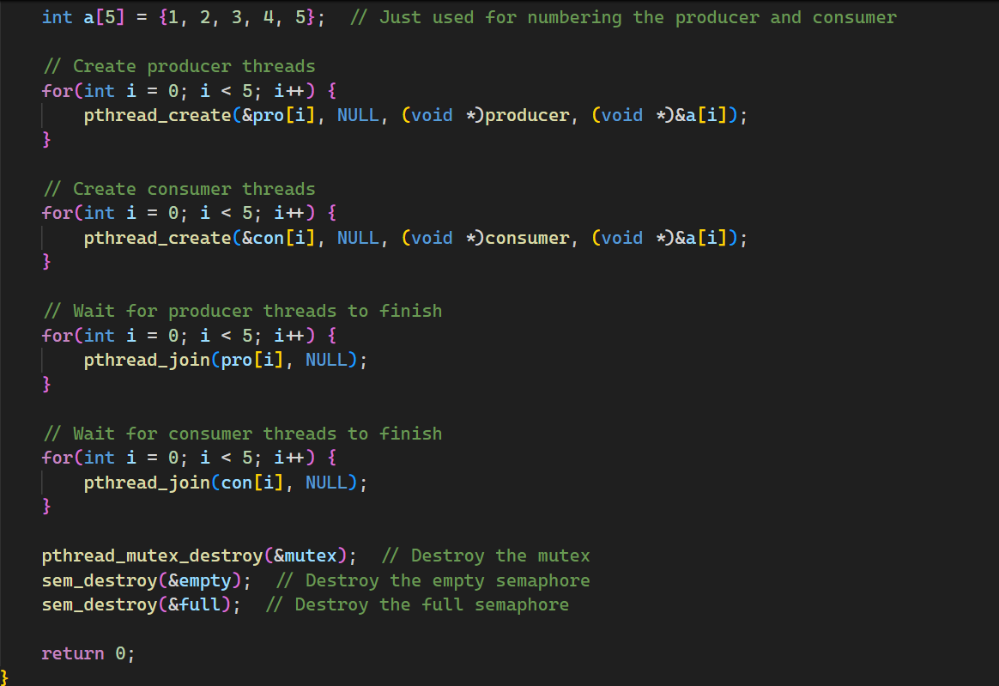 int a[5] = {1, 2, 3, 4, 5};  // Just used for numbering the producer and consumer
// Create producer threads
for(int i = 0; i < 5; i++) {
pthread_create(&pro[i], NULL, (void *)producer, (void *)&a[i]);
}
// Create consumer threads
for(int i = 0; i < 5; i++) {
pthread_create(&con[i], NULL, (void *)consumer, (void *)&a[i]);
}
// Wait for producer threads to finish
for(int i = 0; i < 5; i++) {
pthread_join(pro[i], NULL);
}
// Wait for consumer threads to finish
for(int i = 0; i < 5; i++) {
pthread_join(con[i], NULL);
}
pthread_mutex_destroy(&mutex);  // Destroy the mutex
sem_destroy(&empty);  // Destroy the empty semaphore
sem_destroy(&full);  // Destroy the full semaphore
return 0;
}